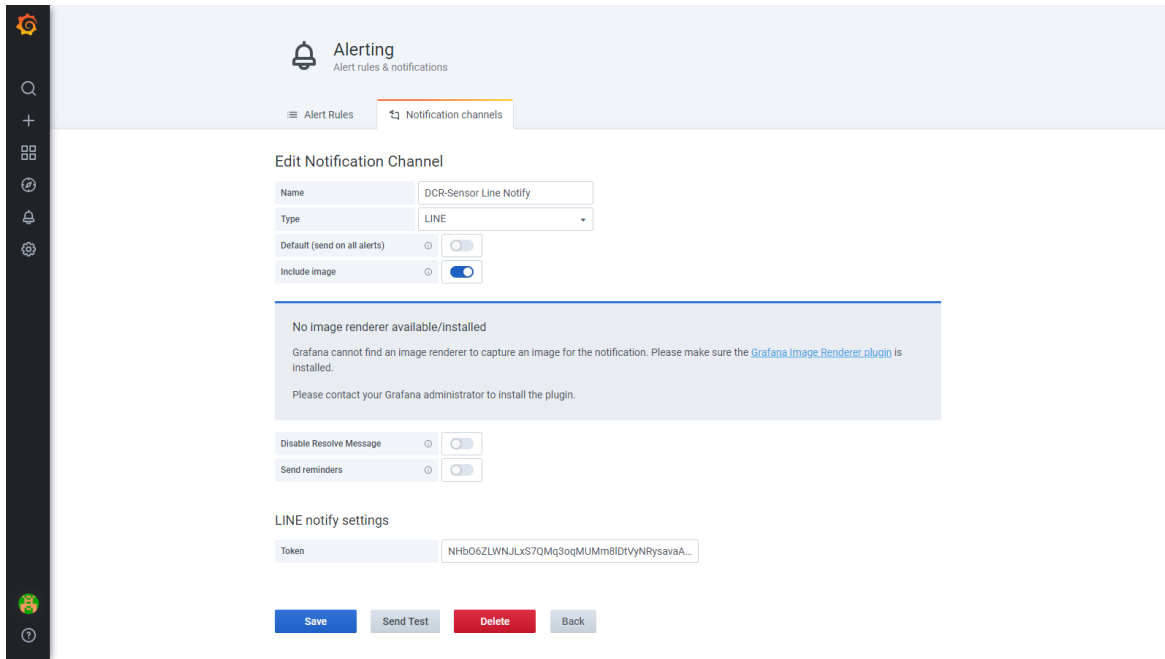 Alerting
Alert rules & notifications
Alert Rules
Notification channels
Edit Notification Channel
Name DCR-Sensor Line Notify
Type LINE
Default (send on all alerts)
Include image
No image renderer available/installed
Grafana cannot find an image renderer to capture an image for the notification. Please make sure the Grafana Image Renderer plugin is
installed.
Please contact your Grafana administrator to install the plugin.
Disable Resolve Message
Send reminders
LINE notify settings
Token NHbO6ZLWNJLxS7QMq3oqMUMm8lDtVyNRysavaA...
Save Send Test Delete Back